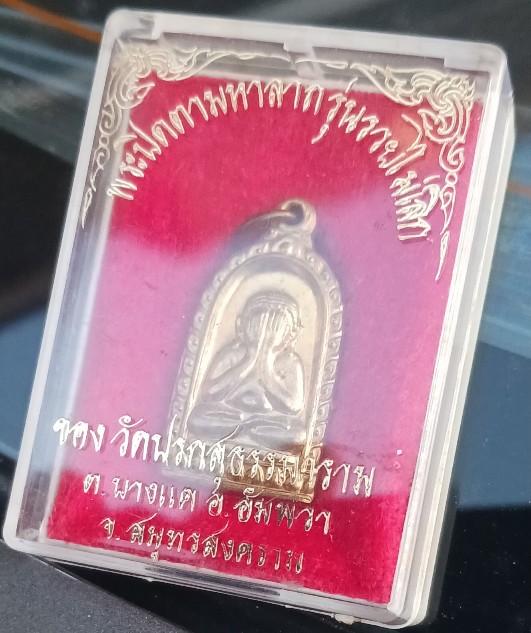 พระปิดตามหาลาภ รุ่นรวยไม่เลิก
ของ วัดปรกสุธรรมาราม
ต.บางแค อ.อัมพวา
จ.สมุทรสงคราม